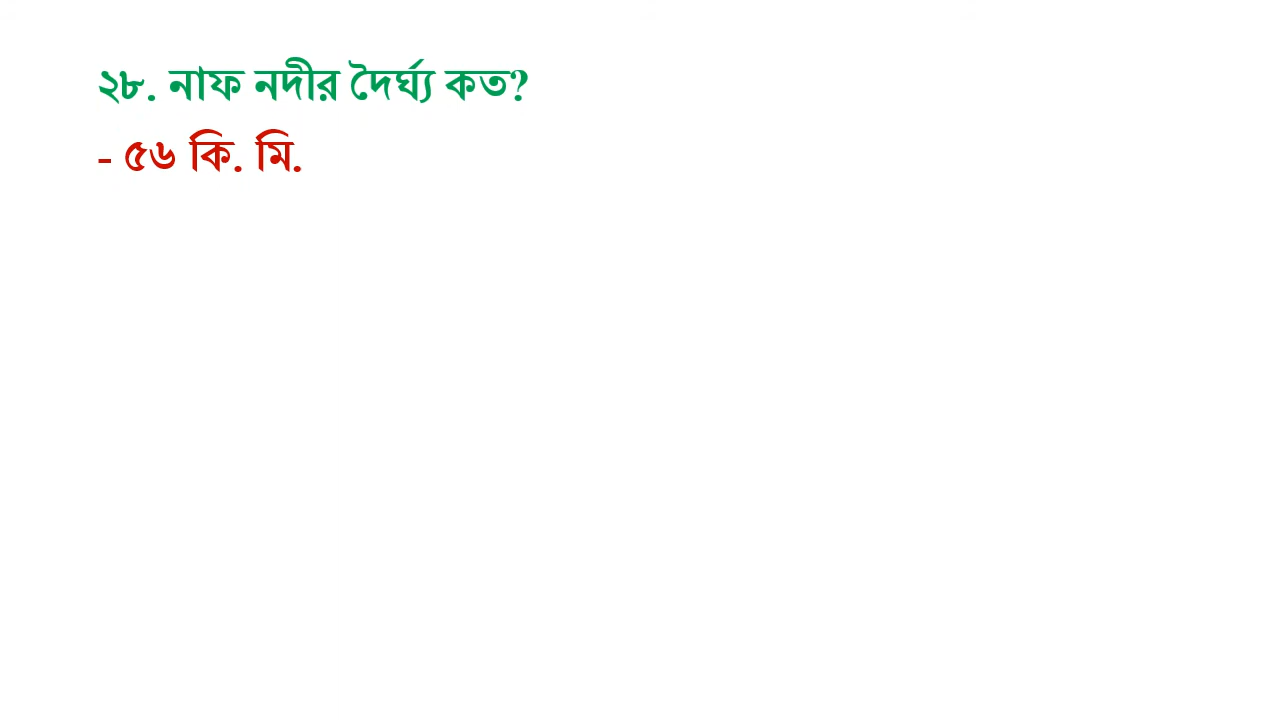 ২৮. নাফ নদীর দৈর্ঘ্য কত?
- ৫৬ কি. মি.